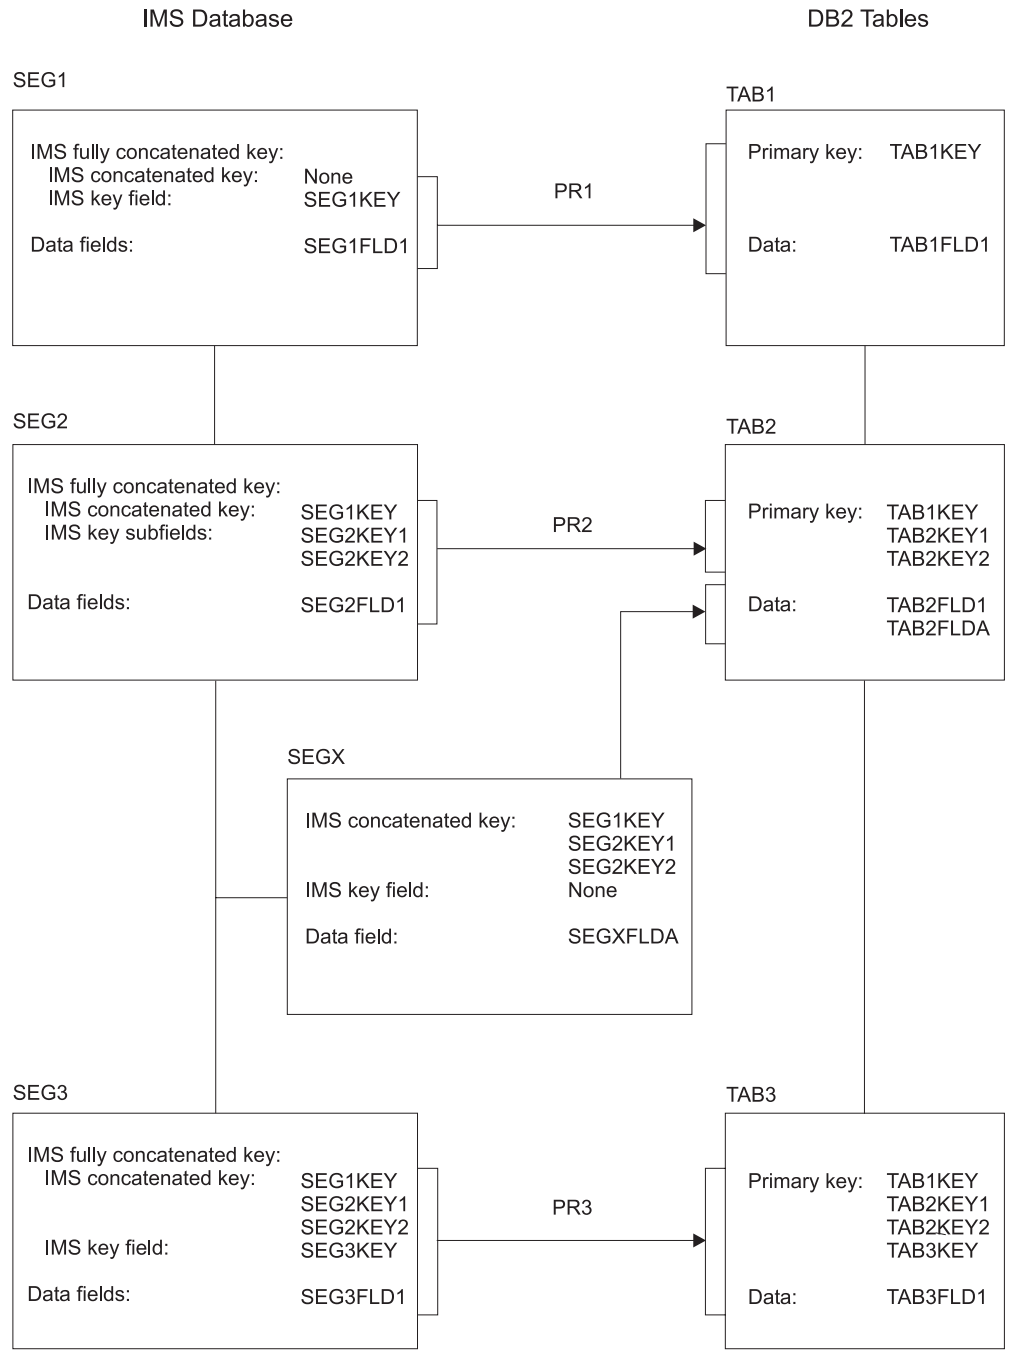 IMS Database
DB2 Tables
SEG1
IMS fully concatenated key:
IMS concatenated key: None
IMS key field: SEG1KEY
Data fields: SEG1FLD1
PR1
TAB1
Primary key: TAB1KEY
Data: TAB1FLD1
SEG2
IMS fully concatenated key:
IMS concatenated key: SEG1KEY
IMS key subfields: SEG2KEY1
SEG2KEY2
Data fields: SEG2FLD1
PR2
TAB2
Primary key: TAB1KEY
TAB2KEY1
TAB2KEY2
Data: TAB2FLD1
TAB2FLDA
SEGX
IMS concatenated key: SEG1KEY
SEG2KEY1
SEG2KEY2
IMS key field: None
Data field: SEGXFLDA
SEG3
IMS fully concatenated key:
IMS concatenated key: SEG1KEY
SEG2KEY1
SEG2KEY2
IMS key field: SEG3KEY
Data fields: SEG3FLD1
PR3
TAB3
Primary key: TAB1KEY
TAB2KEY1
TAB2KEY2
TAB3KEY
Data: TAB3FLD1